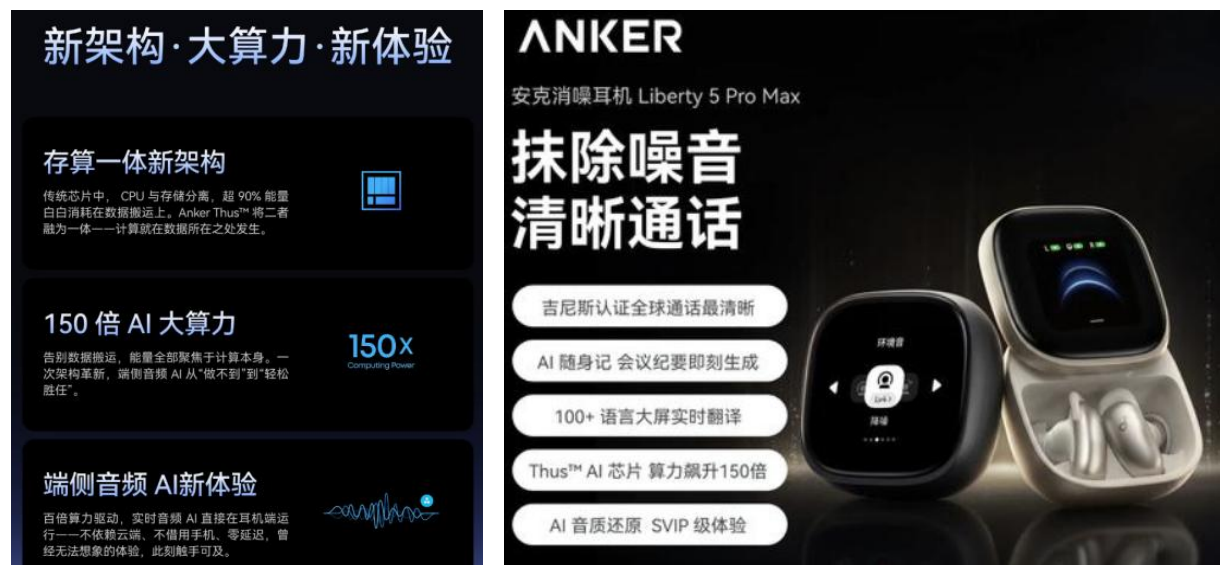 新架构·大算力·新体验
存算一体新架构
传统芯片中， CPU 与存储分离，超 90% 能量
白白消耗在数据搬运上。Anker Thus™ 将二者
融为一体——计算就在数据所在之处发生。
150 倍 AI 大算力
告别数据搬运，能量全部聚焦于计算本身。一
次架构革新，端侧音频 AI 从“做不到”到“轻松
胜任”。
150X
Computing Power
端侧音频 AI新体验
百倍算力驱动，实时音频 AI 直接在耳机端运
行——不依赖云端、不借用手机、零延迟，曾
经无法想象的体验，此刻触手可及。
ANKER
安克消噪耳机 Liberty 5 Pro Max
抹除噪音
清晰通话
吉尼斯认证全球通话最清晰
AI 随身记 会议纪要即刻生成
100+ 语言大屏实时翻译
Thus™ AI 芯片 算力飙升150倍
AI 音质还原 SVIP 级体验
环境音
降噪